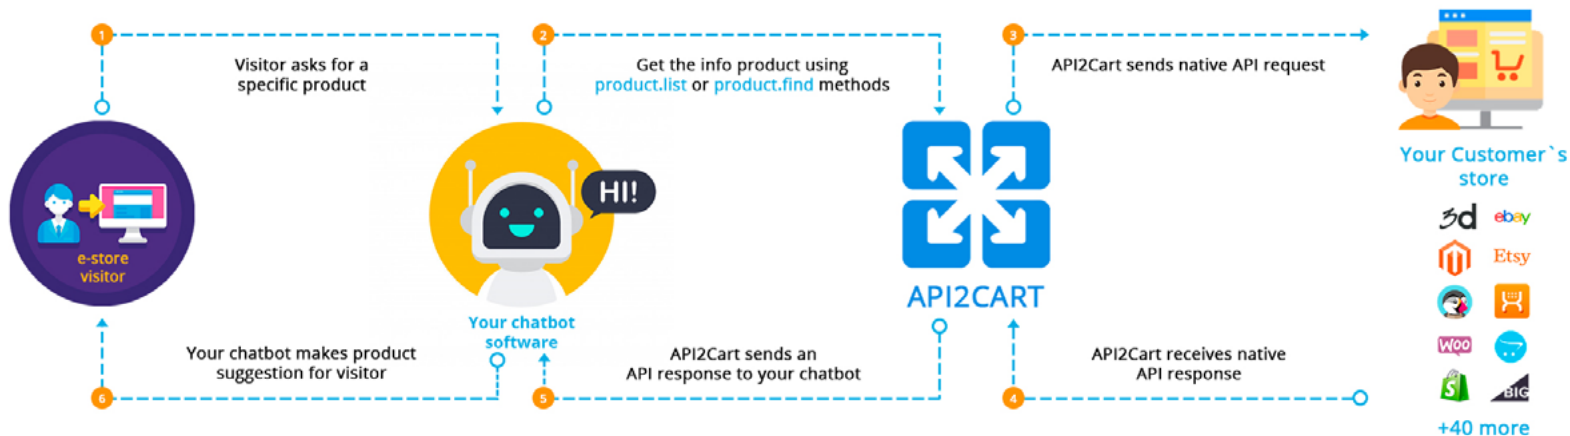 1
Visitor asks for a
specific product
2
Get the info product using
product.list or product.find methods
3
API2Cart sends native API request
e-store
visitor
HI!
Your chatbot
software
API2CART
Your Customer`s
store
3d
ebay
Etsy
WOO
BIG
+40 more
4
API2Cart receives native
API response
5
API2Cart sends an
API response to your chatbot
6
Your chatbot makes product
suggestion for visitor